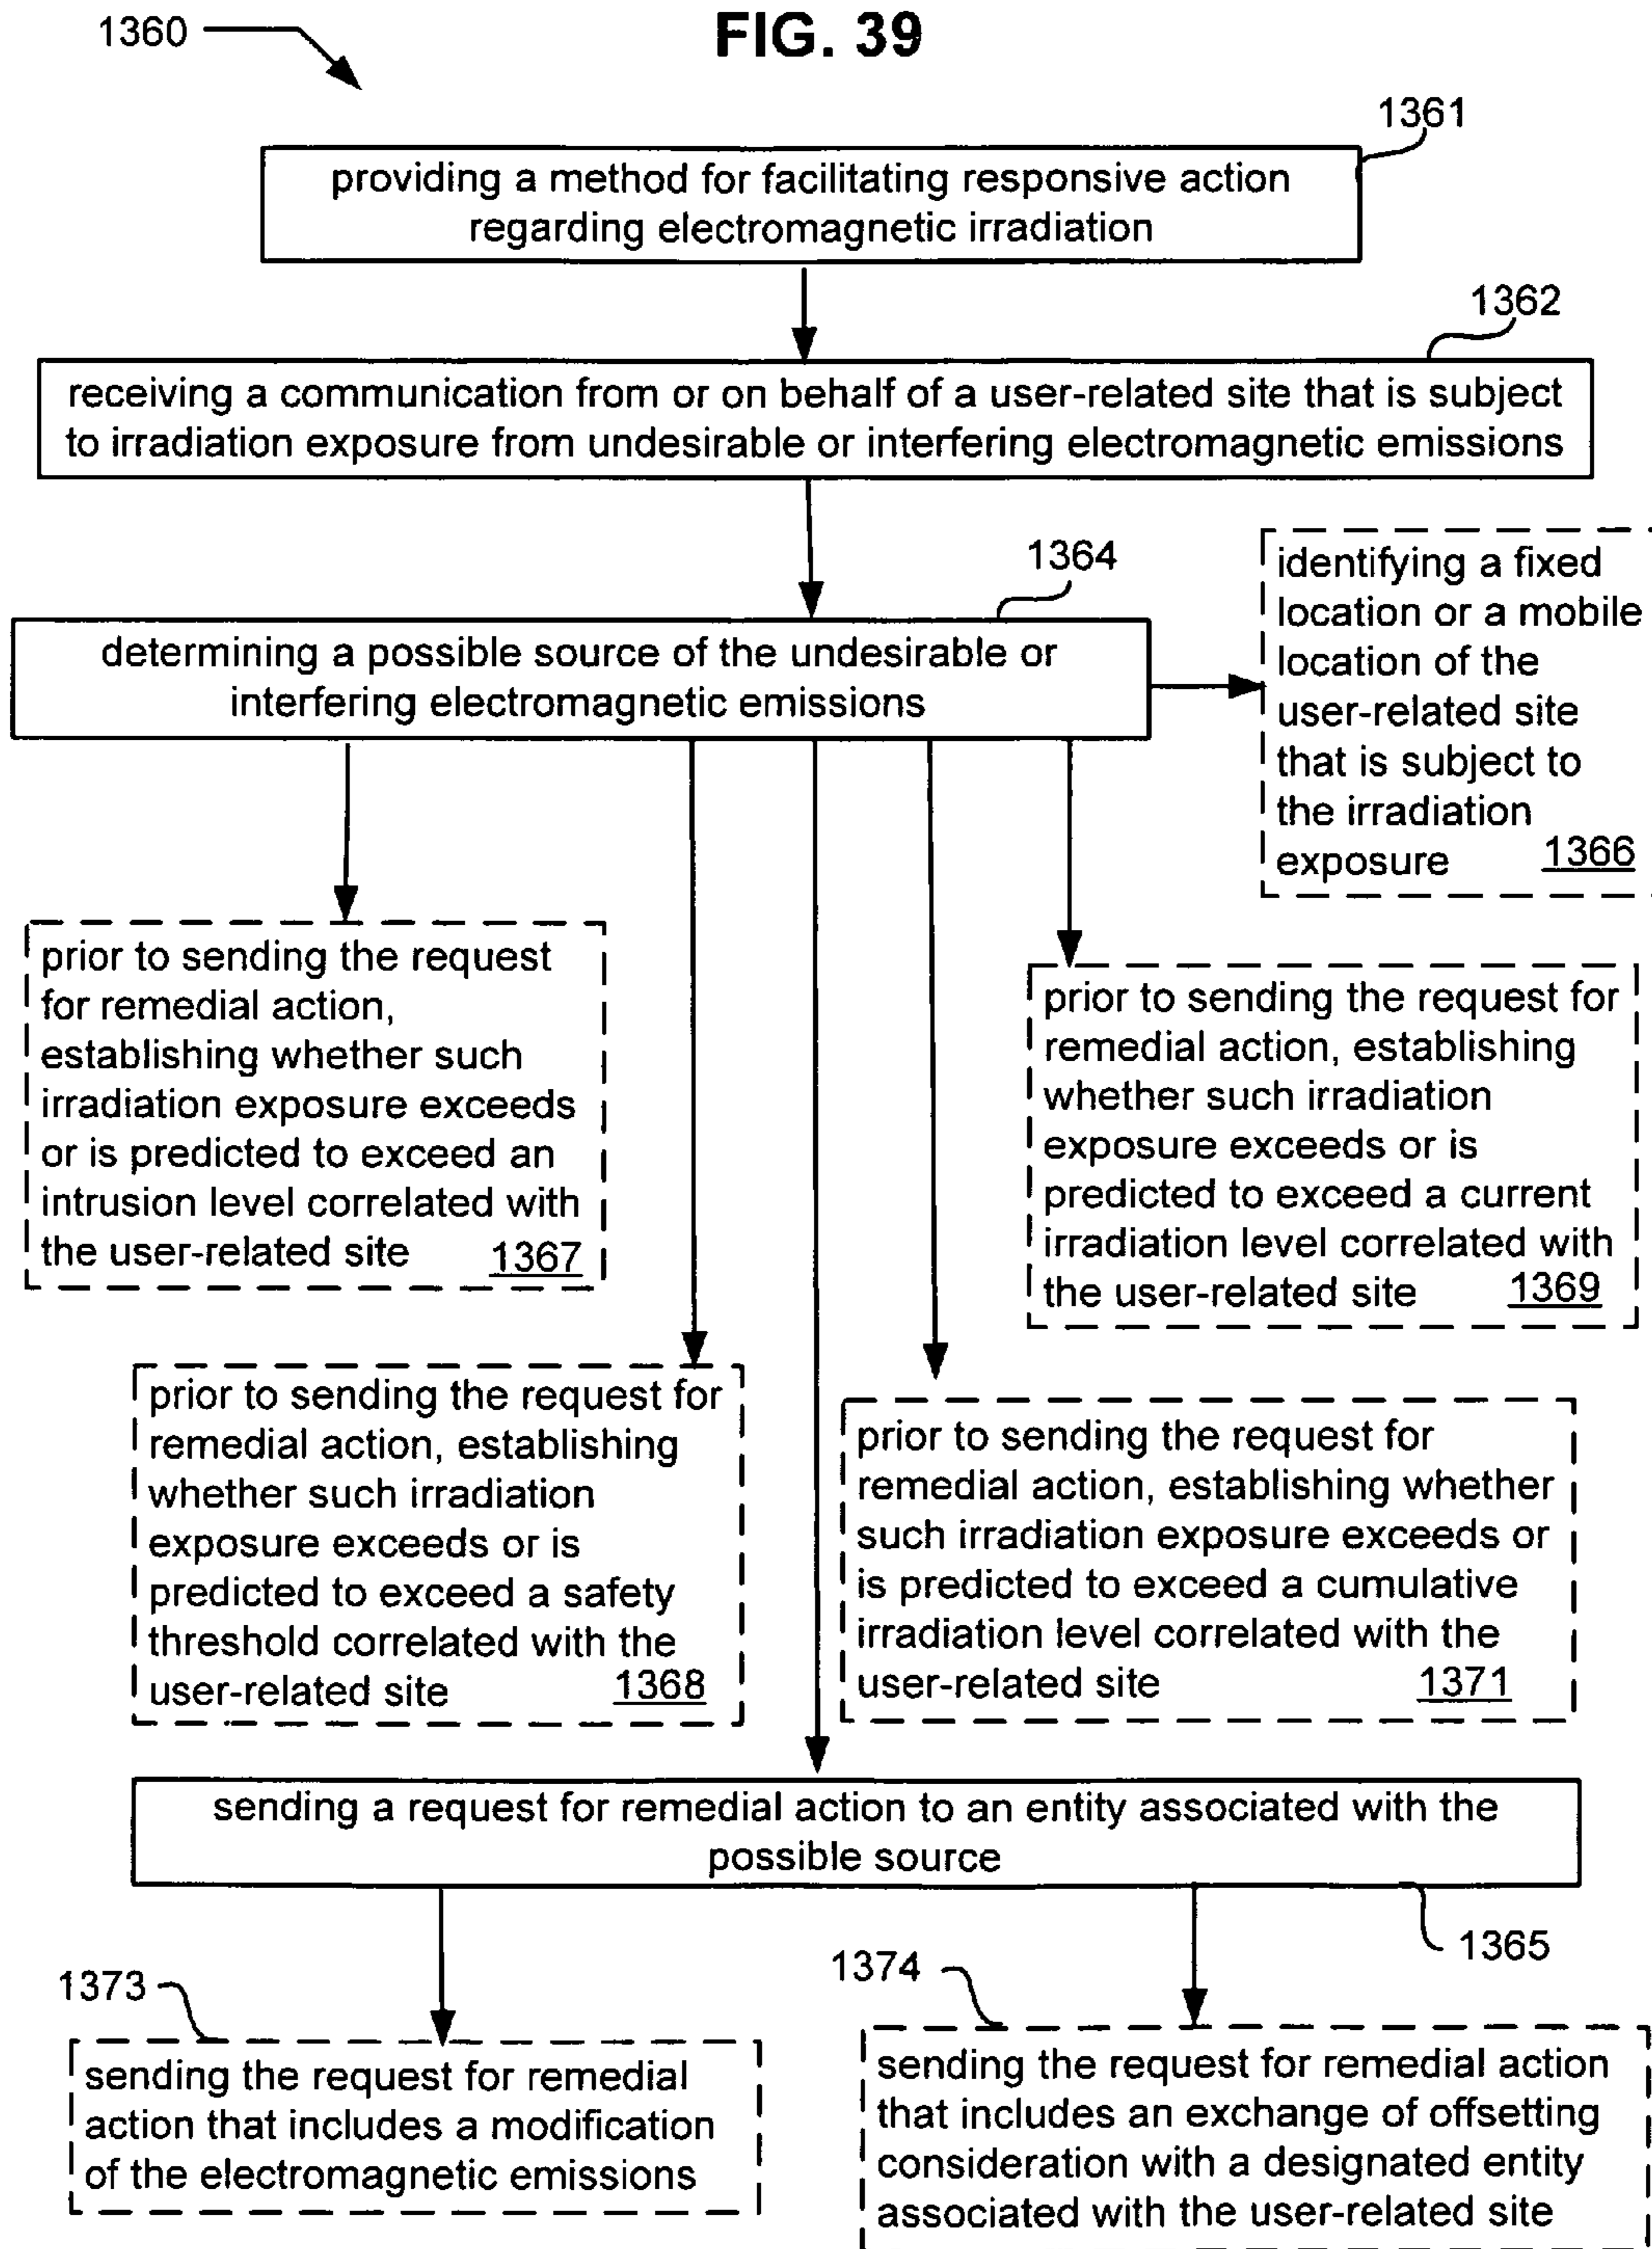 1360
FIG. 39
1361
providing a method for facilitating responsive action
regarding electromagnetic irradiation
1362
receiving a communication from or on behalf of a user-related site that is subject
to irradiation exposure from undesirable or interfering electromagnetic emissions
1364
determining a possible source of the undesirable or
interfering electromagnetic emissions
identifying a fixed
location or a mobile
location of the
user-related site
that is subject to
the irradiation
exposure 1366
prior to sending the request
for remedial action,
establishing whether such
irradiation exposure exceeds
or is predicted to exceed an
intrusion level correlated with
the user-related site 1367
prior to sending the request for
remedial action, establishing
whether such irradiation
exposure exceeds or is
predicted to exceed a current
irradiation level correlated with
the user-related site 1369
prior to sending the request for
remedial action, establishing
whether such irradiation
exposure exceeds or is
predicted to exceed a safety
threshold correlated with the
user-related site 1368
prior to sending the request for
remedial action, establishing whether
such irradiation exposure exceeds or
is predicted to exceed a cumulative
irradiation level correlated with the
user-related site 1371
sending a request for remedial action to an entity associated with the
possible source
1365
1373
sending the request for remedial
action that includes a modification
of the electromagnetic emissions
1374
sending the request for remedial action
that includes an exchange of offsetting
consideration with a designated entity
associated with the user-related site